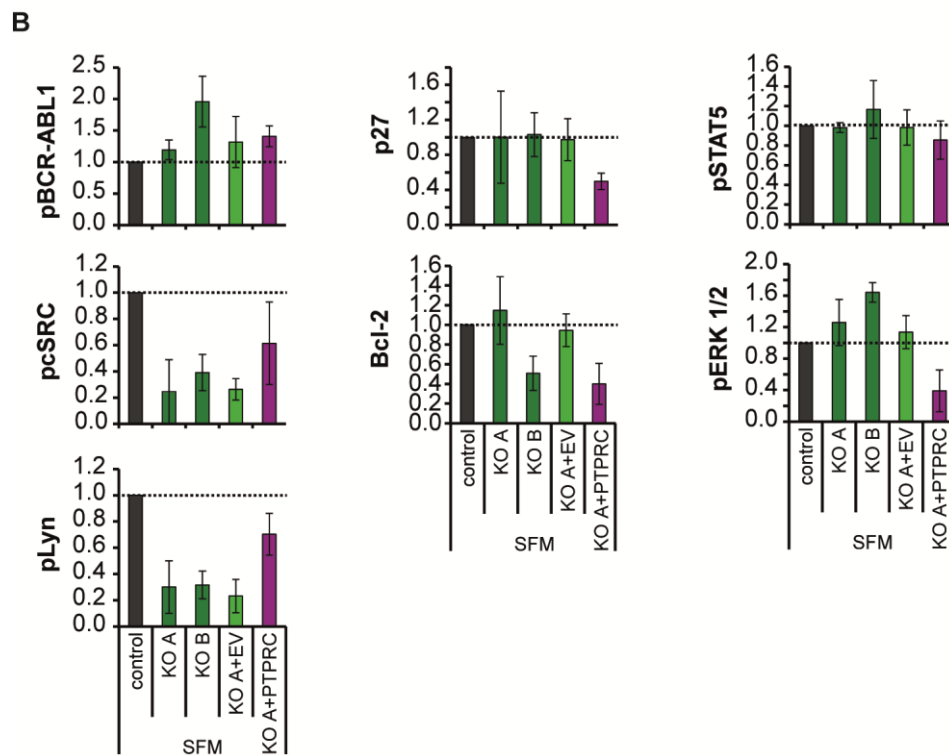 B
pBCR-ABL1
2.5
2.0
1.5
1.0
0.5
0.0
p27
1.6
1.2
0.8
0.4
0.0
pSTAT5
1.6
1.4
1.2
1.0
0.8
0.6
0.4
0.2
0.0
pcSRC
1.2
1.0
0.8
0.6
0.4
0.2
0.0
Bcl-2
1.6
1.4
1.2
1.0
0.8
0.6
0.4
0.2
0.0
control
KO A
KO B
KO A+EV
KO A+PTPRC
SFM
pERK 1/2
2.0
1.6
1.2
0.8
0.4
0.0
control
KO A
KO B
KO A+EV
KO A+PTPRC
SFM
pLyn
1.2
1.0
0.8
0.6
0.4
0.2
0.0
control
KO A
KO B
KO A+EV
KO A+PTPRC
SFM